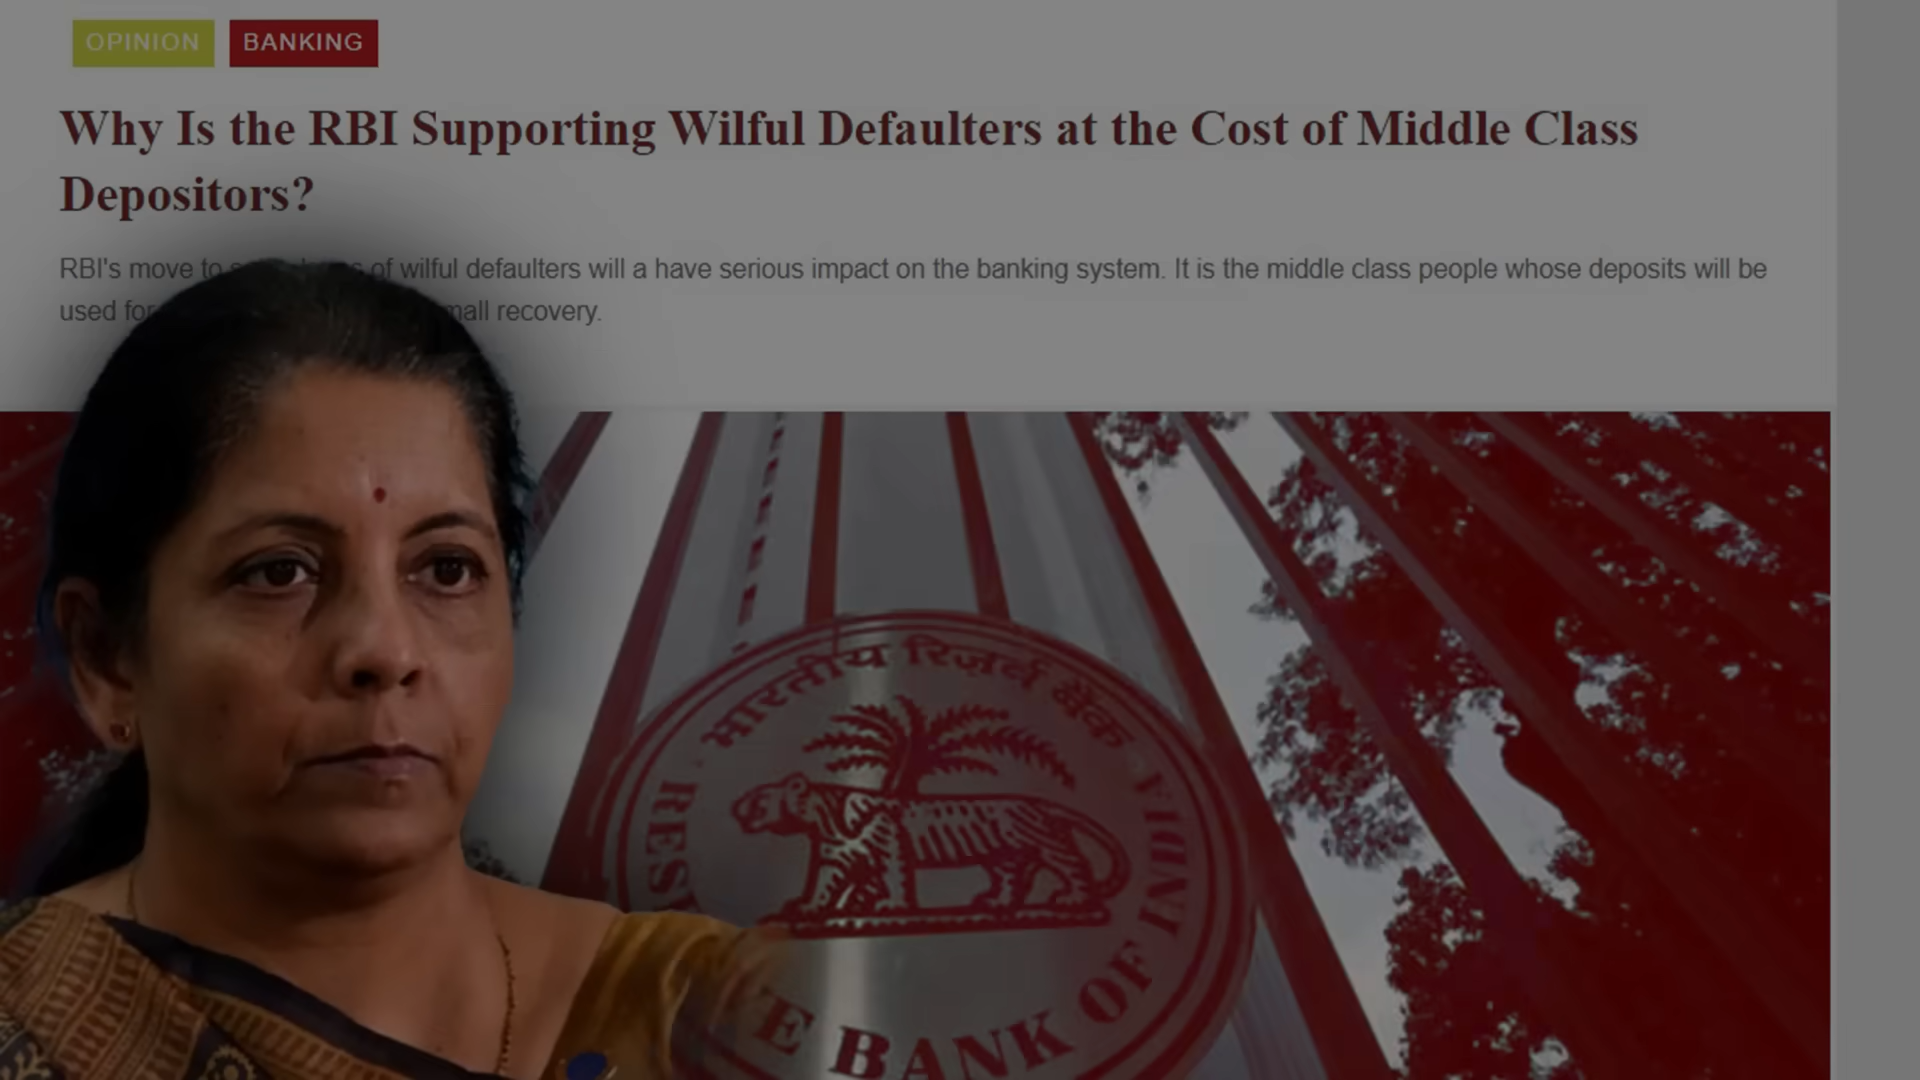 OPINION BANKING
Why Is the RBI Supporting Wilful Defaulters at the Cost of Middle Class
Depositors?
RBI's move to of wilful defaulters will a have serious impact on the banking system. It is the middle class people whose deposits will be
used for recovery.
भारतीय रिज़र्व बैंक
BANK OF INDIA